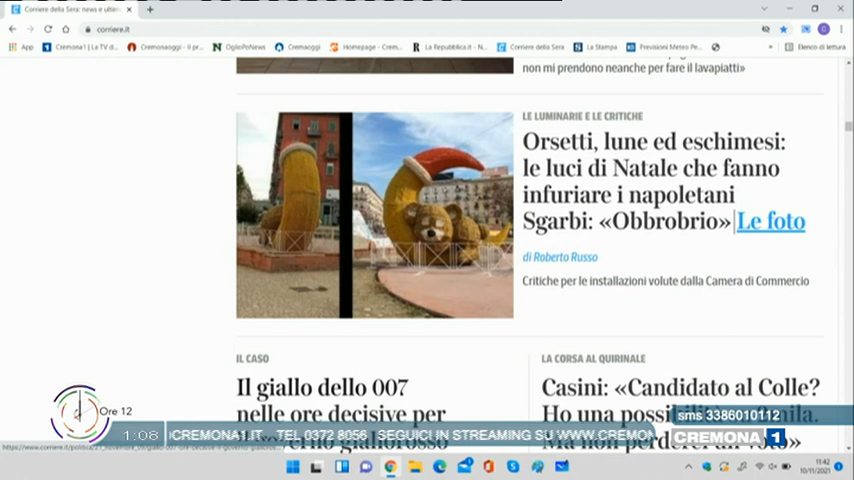 Corriere della Sera: news e ultim
corriere.it
App
Cremona1 | La TV d...
Cremonaoggi - Il pr...
OglioPoNews
Cremaoggi
Homepage - Crem...
La Repubblica.it - N...
Corriere della Sera
La Stampa
Previsioni Meteo Pe...
Elenco di lettura
non mi prendono neanche per fare il lavapiatti»
LE LUMINARIE E LE CRITICHE
Orsetti, lune ed eschimesi:
le luci di Natale che fanno
infuriare i napoletani
Sgarbi: «Obbrobrio»|Le foto
di Roberto Russo
Critiche per le installazioni volute dalla Camera di Commercio
IL CASO
Il giallo dello 007
nelle ore decisive per
governo giallorosso
LA CORSA AL QUIRINALE
Casini: «Candidato al Colle?
Ho una
Ma non perderei
Ore 12
1:08
CREMONA1.IT TEL 0372 8056 SEGUICI IN STREAMING SU WWW.CREMON
sms 3386010112
CREMONA 1
11:42
10/11/2021